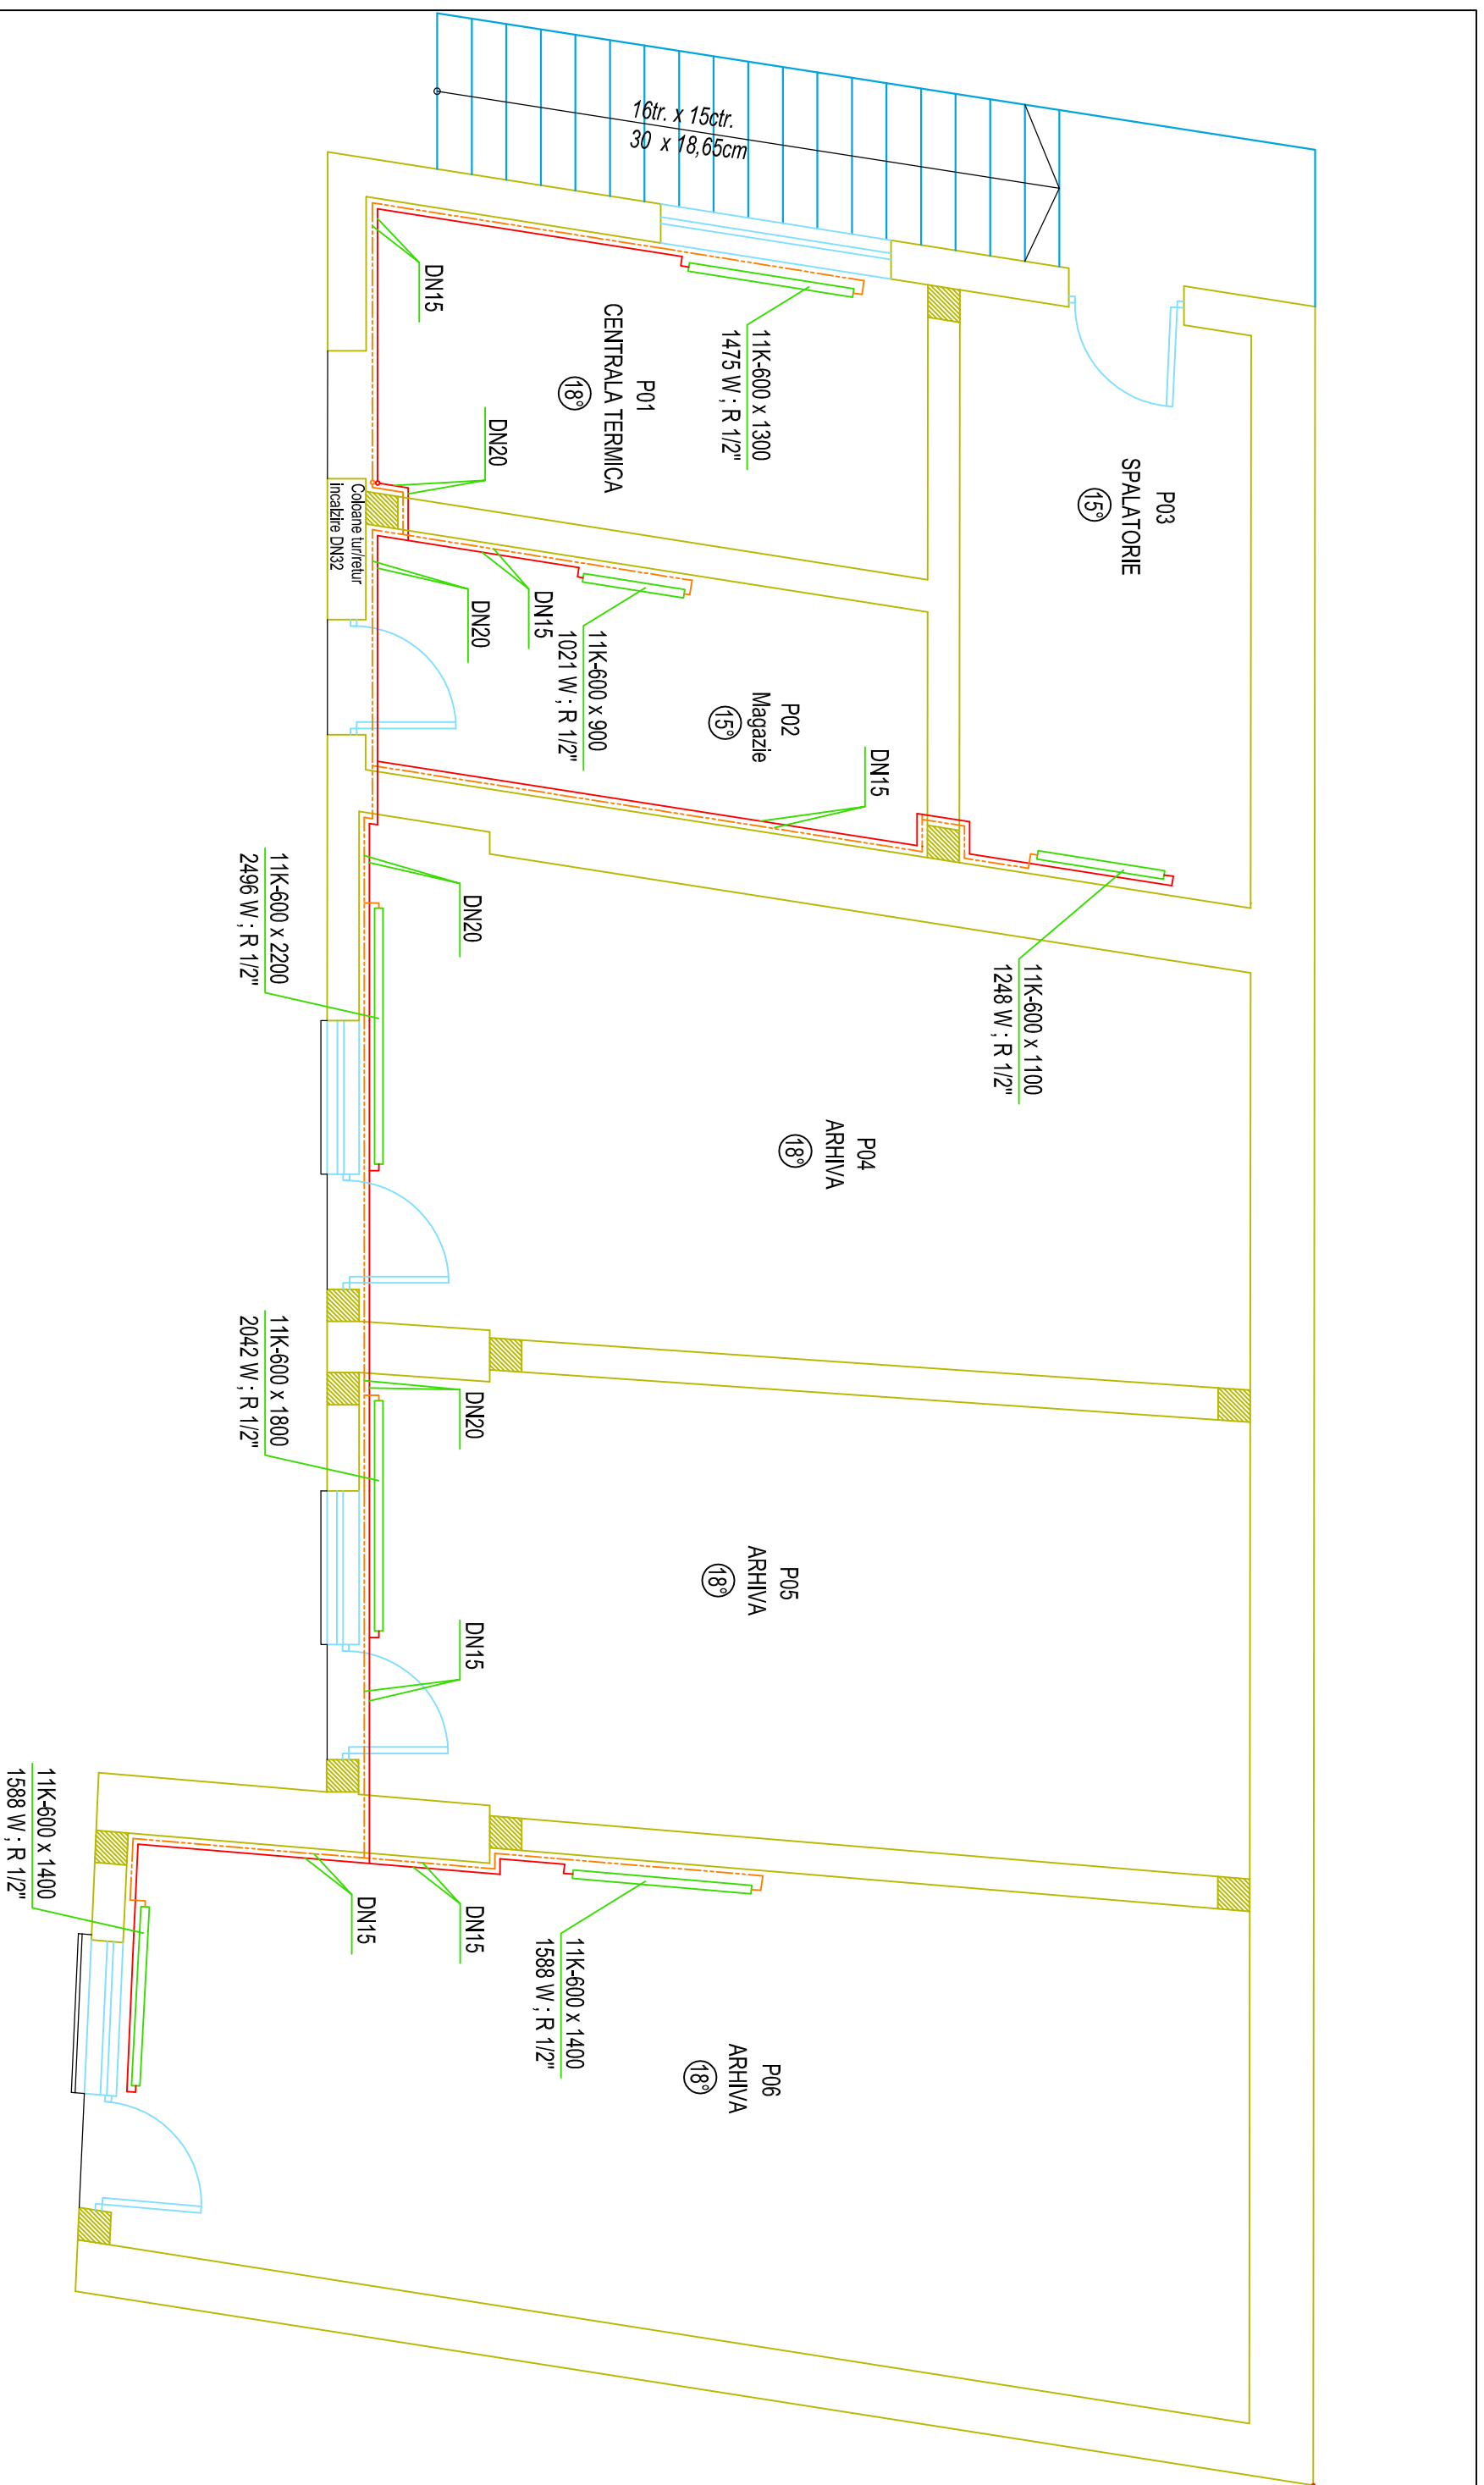 16tr. x 15ctr.
30 x 18,65cm
DN15
P01
CENTRALA TERMICA
18°
11K-600 x 1300
1475 W ; R 1/2"
P03
SPALATORIE
15°
DN20
Coloane tur/retur
incalzire DN32
DN20
DN15
11K-600 x 900
1021 W ; R 1/2"
P02
Magazie
15°
DN15
11K-600 x 1100
1248 W ; R 1/2"
11K-600 x 2200
2496 W ; R 1/2"
DN20
P04
ARHIVA
18°
11K-600 x 1800
2042 W ; R 1/2"
DN20
P05
ARHIVA
18°
DN15
11K-600 x 1400
1588 W ; R 1/2"
DN15
DN15
11K-600 x 1400
1588 W ; R 1/2"
P06
ARHIVA
18°